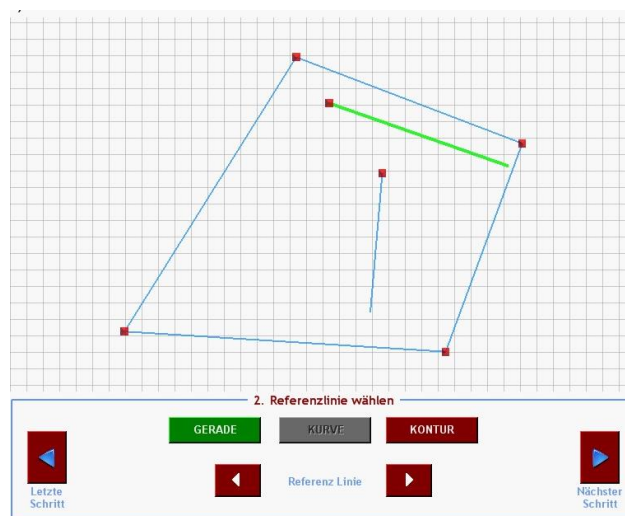 2. Referenzlinie wählen
GERADE
KURVE
KONTUR
Letzte
Schritt
Referenz Linie
Nächster
Schritt